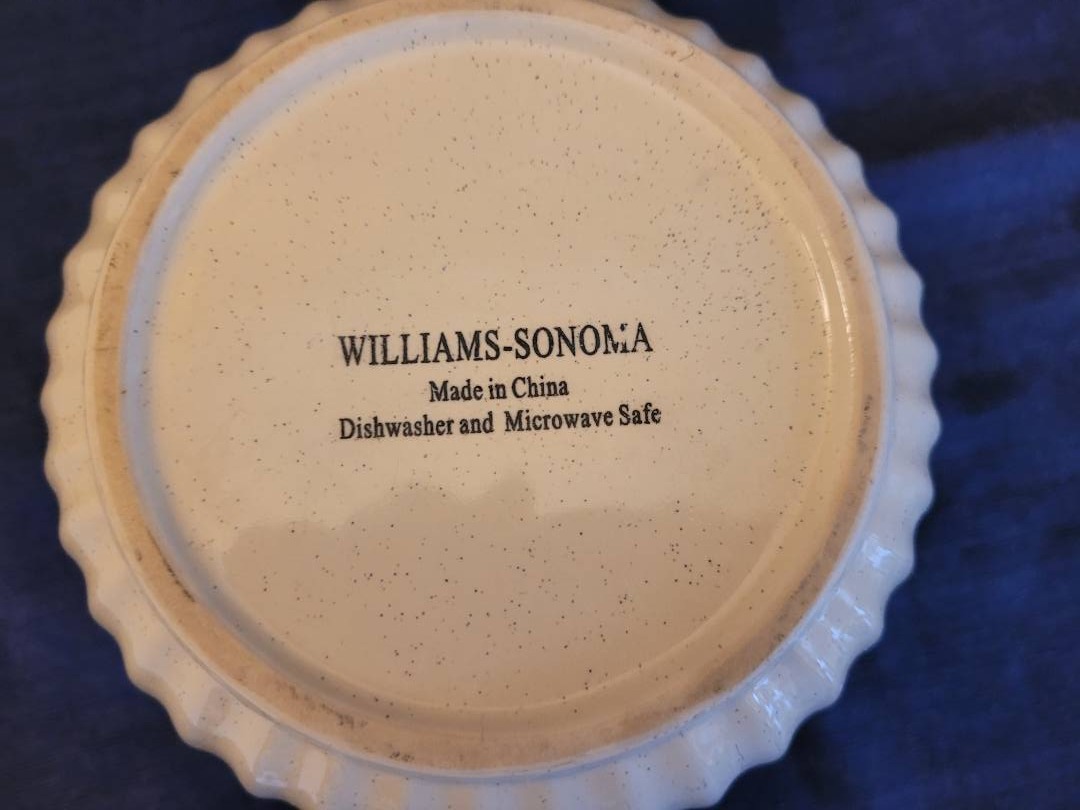 WILLIAMS-SONOMA
Made in China
Dishwasher and Microwave Safe